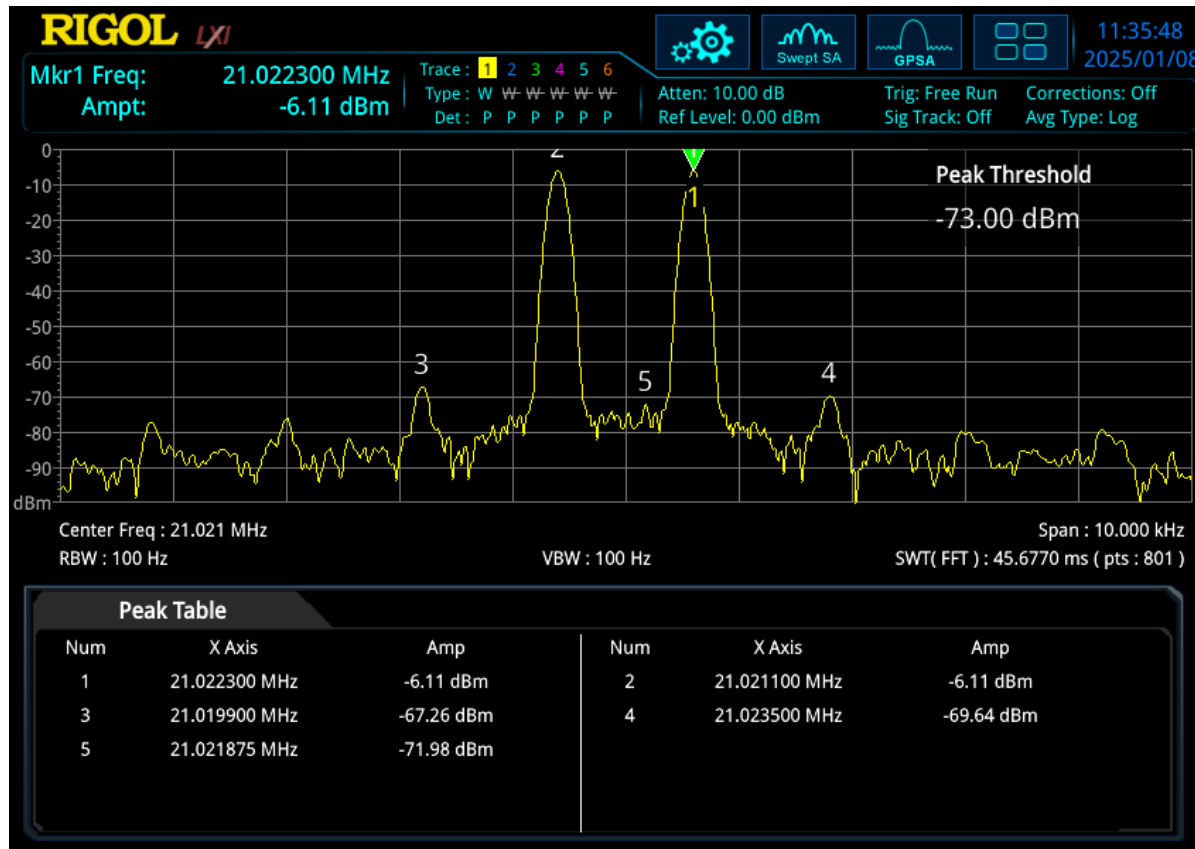 RIGOL LXI
Swept SA
GPSA
11:35:48
2025/01/08
Mkr1 Freq: 21.022300 MHz
Ampt: -6.11 dBm
Trace : 1 2 3 4 5 6
Type : W W W W W W
Det : P P P P P P
Atten: 10.00 dB
Ref Level: 0.00 dBm
Trig: Free Run
Sig Track: Off
Corrections: Off
Avg Type: Log
0
-10
-20
-30
-40
-50
-60
-70
-80
-90
dBm
2
1
1
3
5
4
Peak Threshold
-73.00 dBm
Center Freq : 21.021 MHz
Span : 10.000 kHz
RBW : 100 Hz
VBW : 100 Hz
SWT( FFT ) : 45.6770 ms ( pts : 801 )
Peak Table
Num X Axis Amp Num X Axis Amp
1 21.022300 MHz -6.11 dBm 2 21.021100 MHz -6.11 dBm
3 21.019900 MHz -67.26 dBm 4 21.023500 MHz -69.64 dBm
5 21.021875 MHz -71.98 dBm